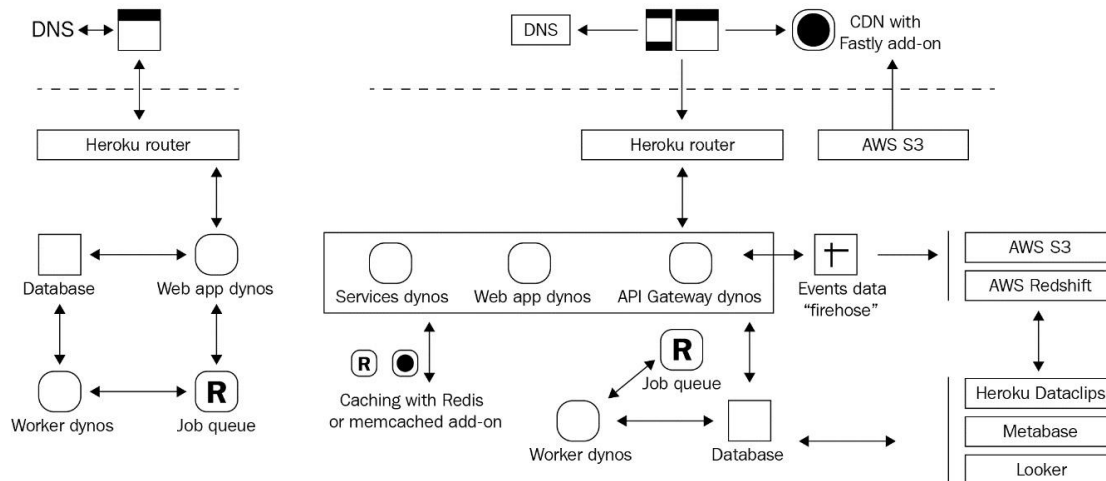 DNS
Heroku router
Database
Web app dynos
Worker dynos
R
Job queue
DNS
CDN with
Fastly add-on
Heroku router
AWS S3
Services dynos
Web app dynos
API Gateway dynos
Events data
“firehose”
AWS S3
AWS Redshift
R
Caching with Redis
or memcached add-on
R
Job queue
Worker dynos
Database
Heroku Dataclips
Metabase
Looker